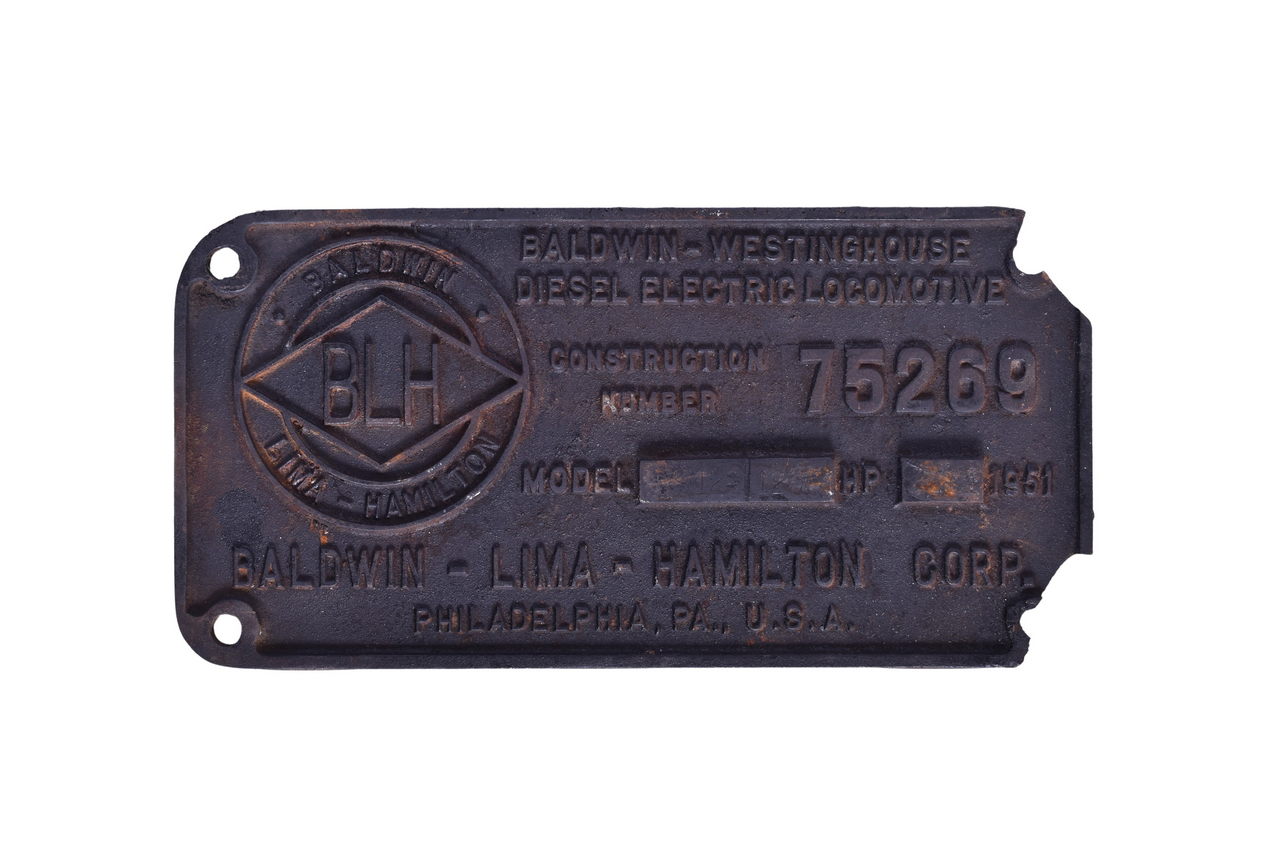 BALDWIN
BLH
LIMA - HAMILTON
BALDWIN - WESTINGHOUSE
DIESEL ELECTRIC LOCOMOTIVE
CONSTRUCTION
NUMBER
75269
MODEL HP 1951
BALDWIN - LIMA - HAMILTON CORP.
PHILADELPHIA, PA., U.S.A.